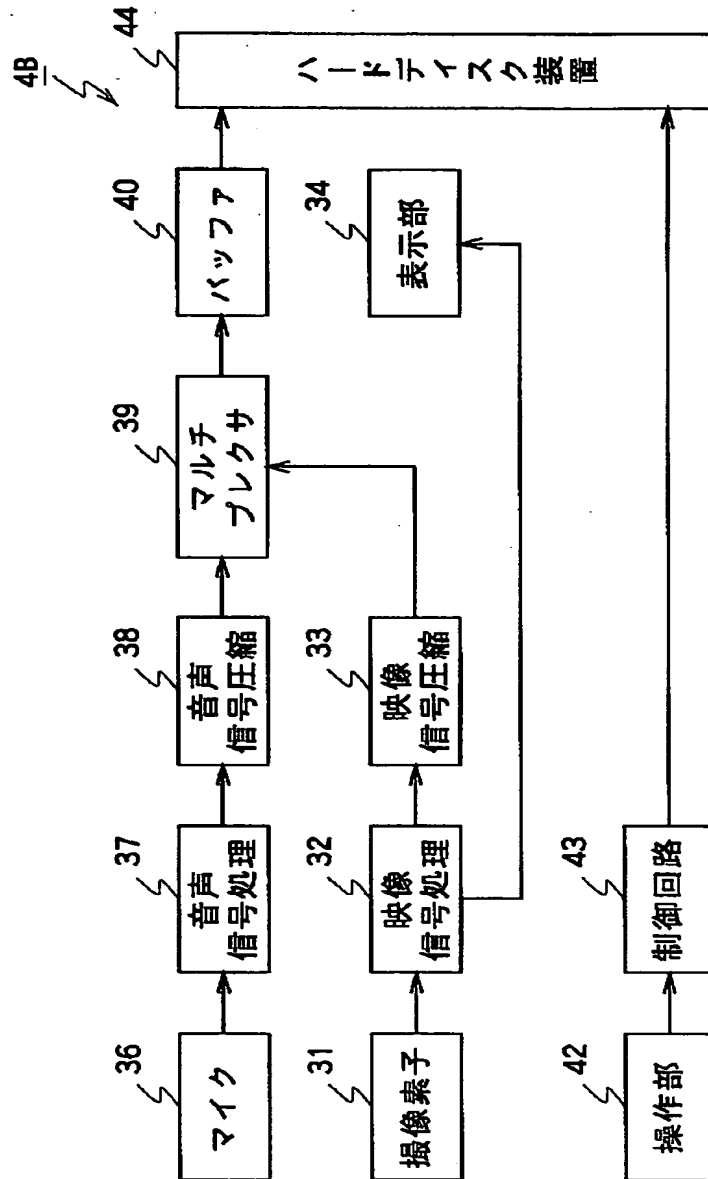 4B
36
マイク
37
音声
信号処理
38
音声
信号圧縮
39
マルチ
プレクサ
40
バッファ
44
ハードディスク装置
31
撮像素子
32
映像
信号処理
33
映像
信号圧縮
34
表示部
42
操作部
43
制御回路